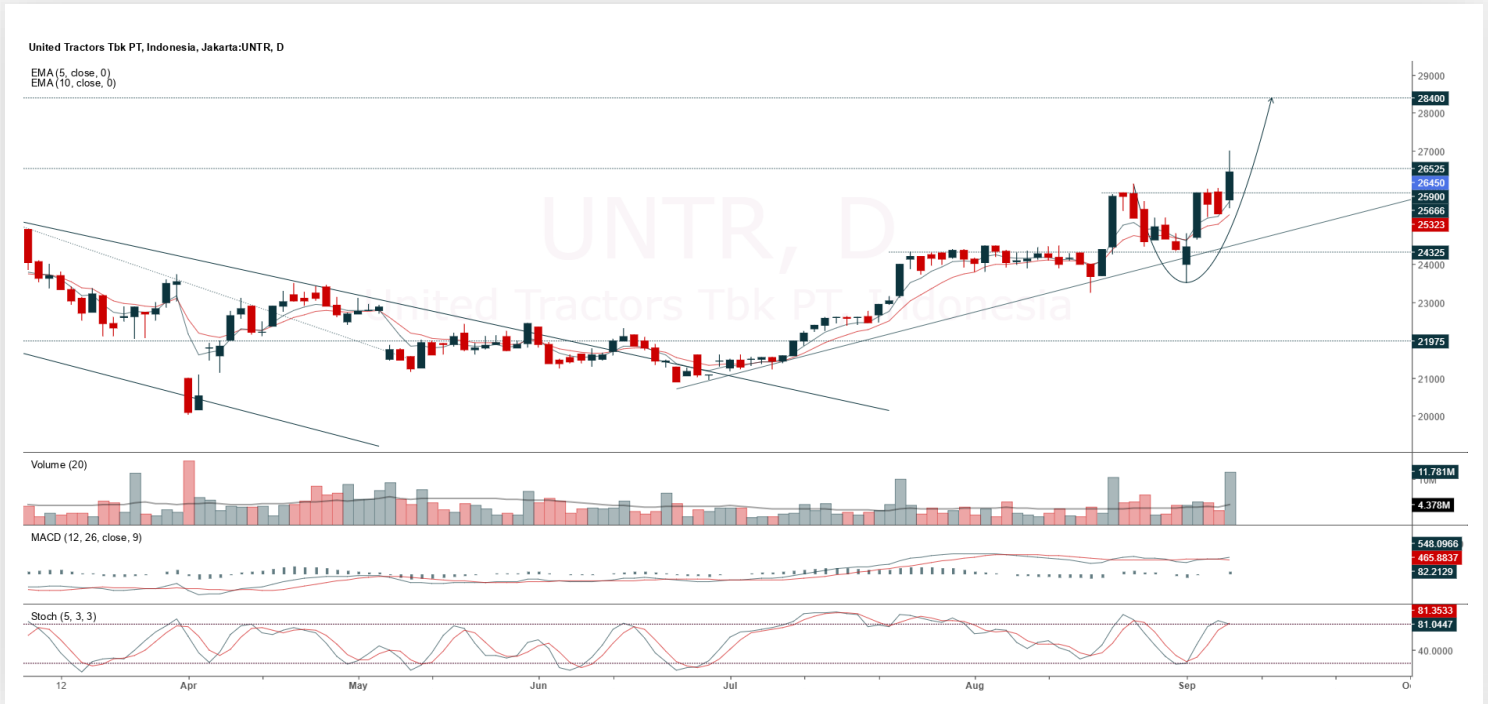 United Tractors Tbk PT, Indonesia, Jakarta:UNTR, D
EMA (5, close, 0)
EMA (10, close, 0)
UNTR, D
United Tractors Tbk PT, Indonesia
29000
28400
28000
27000
26525
26450
25900
25666
25323
24325
24000
23000
21975
21000
20000
Volume (20)
11.781M
10M
4.378M
MACD (12, 26, close, 9)
548.0966
465.8837
82.2129
Stoch (5, 3, 3)
81.3533
81.0447
40.0000
12 Apr May Jun Jul Aug Sep